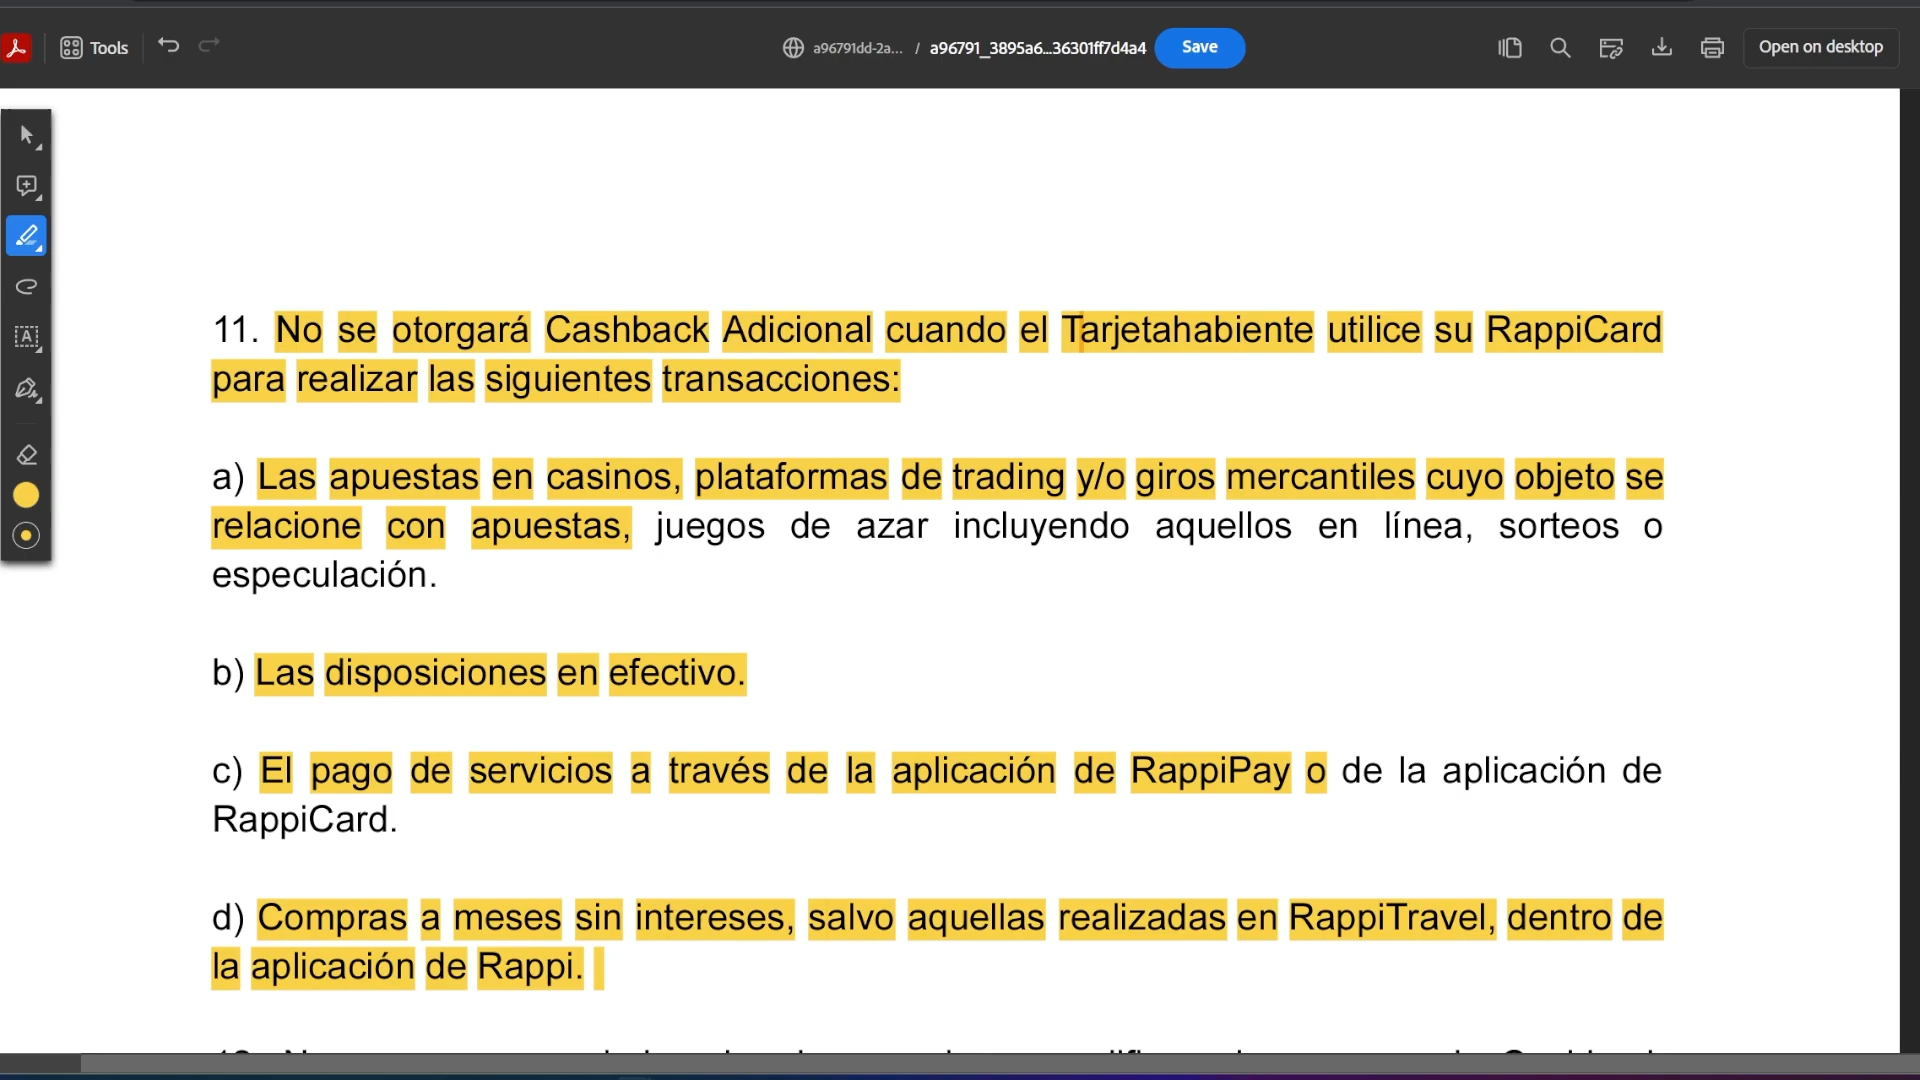 Tools
a96791dd-2a... / a96791_3895a6...36301ff7d4a4 Save
Open on desktop
11. No se otorgará Cashback Adicional cuando el Tarjetahabiente utilice su RappiCard
para realizar las siguientes transacciones:
a) Las apuestas en casinos, plataformas de trading y/o giros mercantiles cuyo objeto se
relacione con apuestas, juegos de azar incluyendo aquellos en línea, sorteos o
especulación.
b) Las disposiciones en efectivo.
c) El pago de servicios a través de la aplicación de RappiPay o de la aplicación de
RappiCard.
d) Compras a meses sin intereses, salvo aquellas realizadas en RappiTravel, dentro de
la aplicación de Rappi.